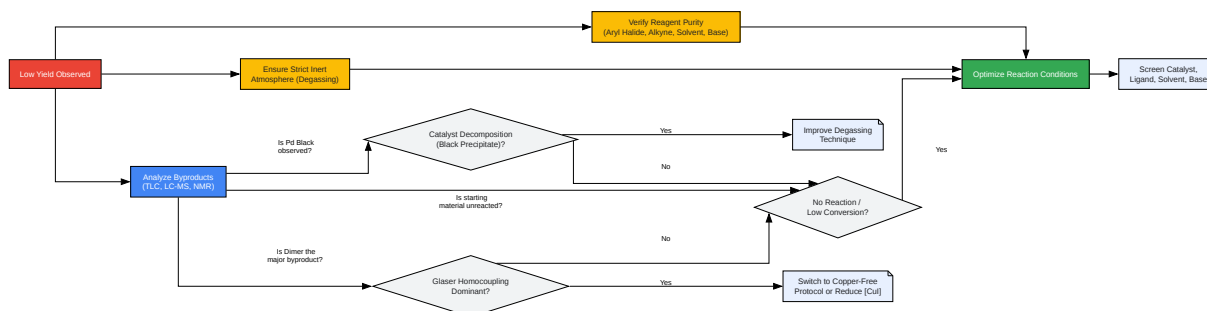 Verify Reagent Purity
(Aryl Halide, Alkyne, Solvent, Base)
Low Yield Observed
Ensure Strict Inert
Atmosphere (Degassing)
Optimize Reaction Conditions
Screen Catalyst,
Ligand, Solvent, Base
Is Pd Black
observed?
Catalyst Decomposition
(Black Precipitate)?
Yes
Improve Degassing
Technique
Yes
No
Analyze Byproducts
(TLC, LC-MS, NMR)
Is starting
material unreacted?
No Reaction /
Low Conversion?
No
Is Dimer the
major byproduct?
Glaser Homocoupling
Dominant?
Yes
Switch to Copper-Free
Protocol or Reduce [CuI]